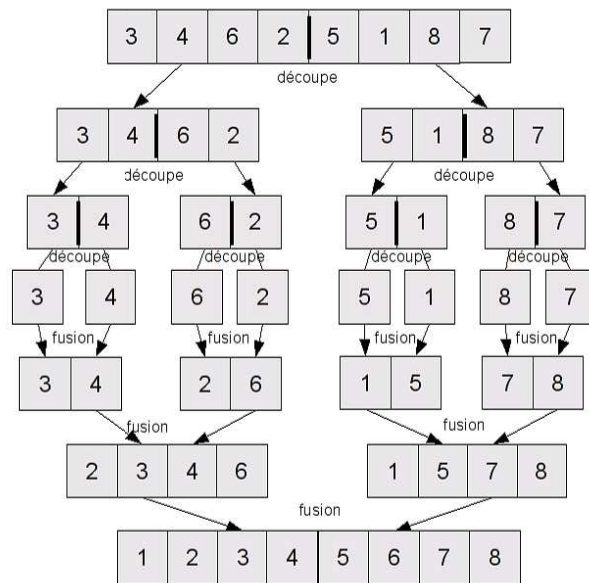 3 4 6 2 5 1 8 7
découpe
3 4 6 2 5 1 8 7
découpe découpe
3 4 6 2 5 1 8 7
découpe découpe découpe découpe
3 4 6 2 5 1 8 7
fusion fusion fusion fusion
3 4 2 6 1 5 7 8
fusion fusion
2 3 4 6 1 5 7 8
fusion
1 2 3 4 5 6 7 8